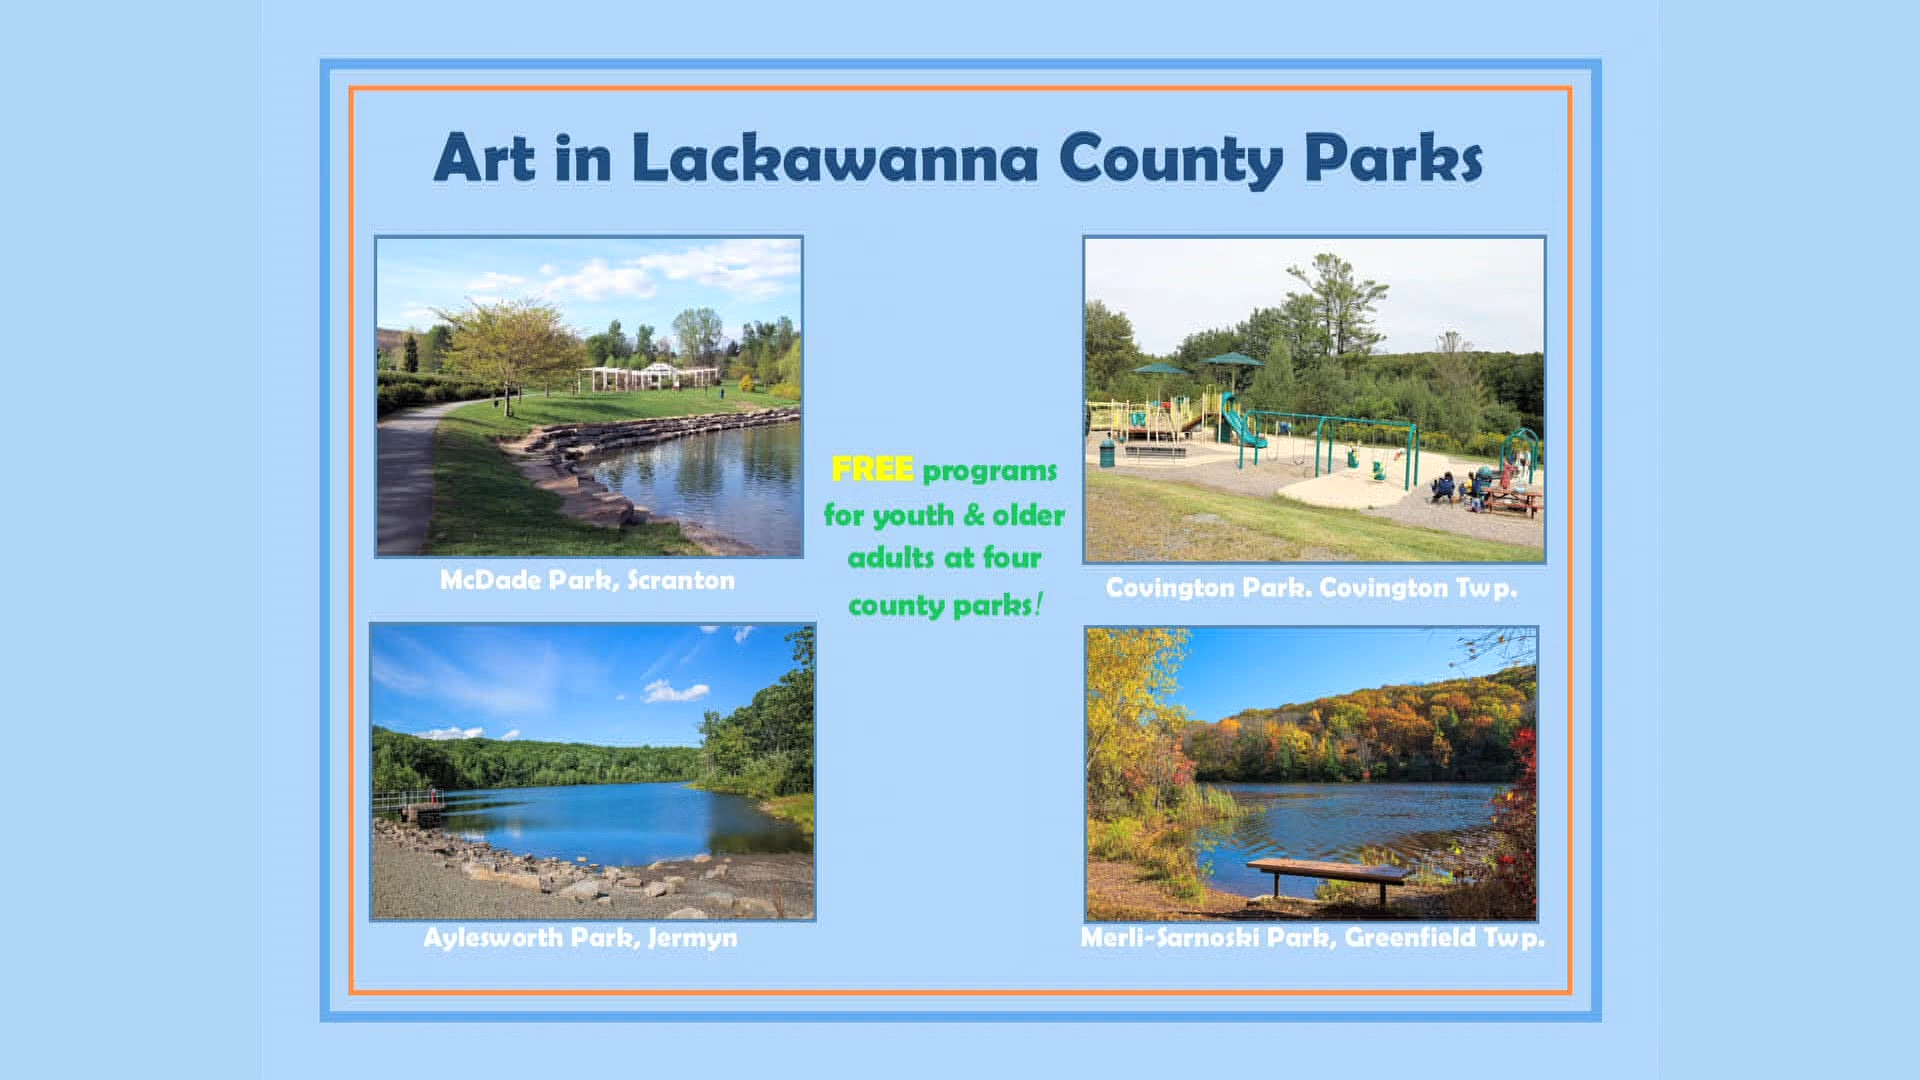 Art in Lackawanna County Parks
McDade Park, Scranton
FREE programs
for youth & older
adults at four
county parks!
Covington Park. Covington Twp.
Aylesworth Park, Jermyn
Merli-Sarnoski Park, Greenfield Twp.